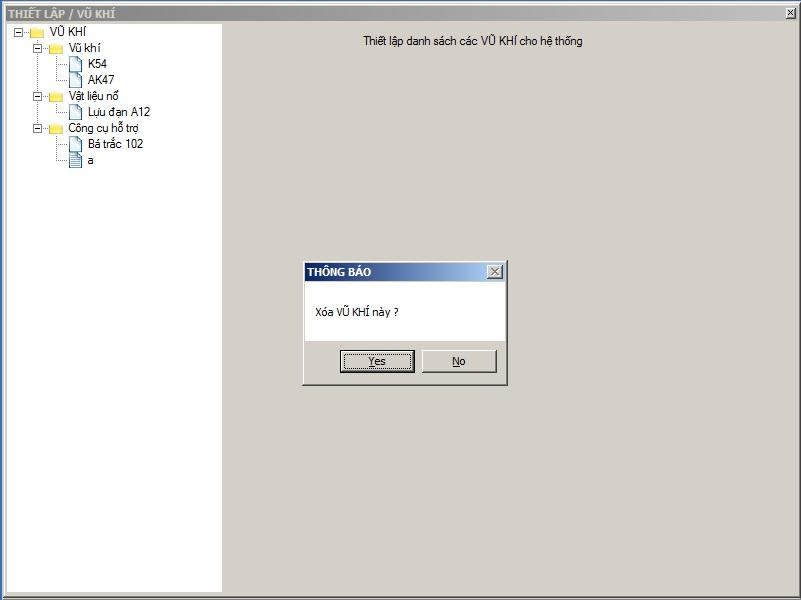 THIẾT LẬP / VŨ KHÍ
VŨ KHÍ
Vũ khí
K54
AK47
Vật liệu nổ
Lựu đạn A12
Công cụ hỗ trợ
Bá trắc 102
a
Thiết lập danh sách các VŨ KHÍ cho hệ thống
THÔNG BÁO
Xóa VŨ KHÍ này ?
Yes
No